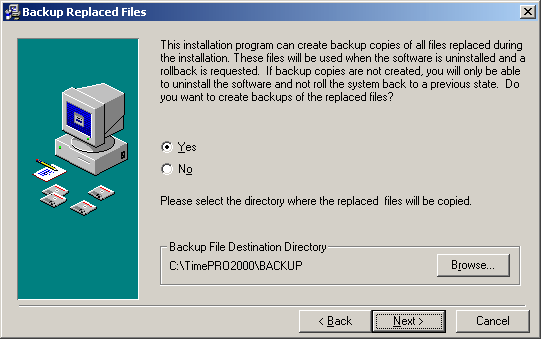 Backup Replaced Files
This installation program can create backup copies of all files replaced during
the installation. These files will be used when the software is uninstalled and a
rollback is requested.  If backup copies are not created, you will only be able
to uninstall the software and not roll the system back to a previous state.  Do
you want to create backups of the replaced files?
Yes
No
Please select the directory where the replaced  files will be copied.
Backup File Destination Directory
C:\TimePRO2000\BACKUP
Browse...
< Back
Next >
Cancel